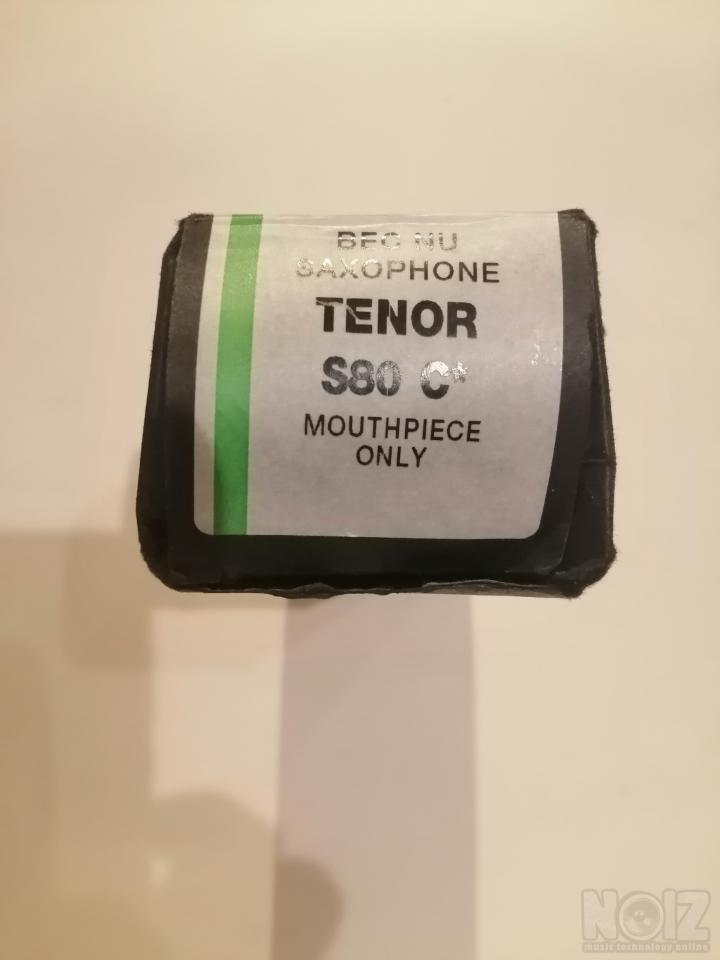 BEC NU
SAXOPHONE
TENOR
S80 C*
MOUTHPIECE
ONLY
NOIZ
music technology online